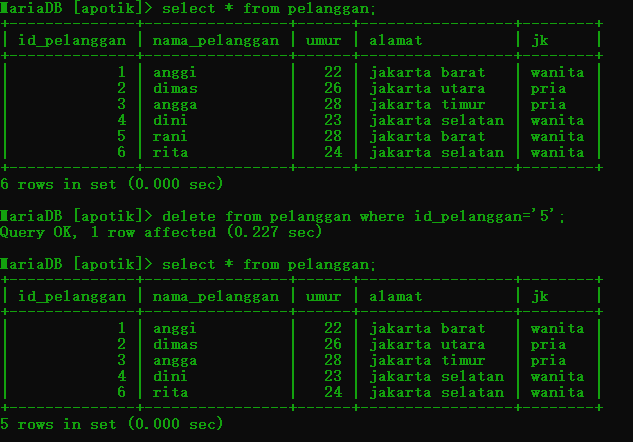 MariaDB [apotik]> select * from pelanggan;
+--------------+----------------+------+-----------------+--------+
| id_pelanggan | nama_pelanggan | umur | alamat          | jk     |
+--------------+----------------+------+-----------------+--------+
|            1 | anggi          |   22 | jakarta barat   | wanita |
|            2 | dimas          |   26 | jakarta utara   | pria   |
|            3 | angga          |   28 | jakarta timur   | pria   |
|            4 | dini           |   23 | jakarta selatan | wanita |
|            5 | rani           |   28 | jakarta barat   | wanita |
|            6 | rita           |   24 | jakarta selatan | wanita |
+--------------+----------------+------+-----------------+--------+
6 rows in set (0.000 sec)
MariaDB [apotik]> delete from pelanggan where id_pelanggan='5';
Query OK, 1 row affected (0.227 sec)
MariaDB [apotik]> select * from pelanggan;
+--------------+----------------+------+-----------------+--------+
| id_pelanggan | nama_pelanggan | umur | alamat          | jk     |
+--------------+----------------+------+-----------------+--------+
|            1 | anggi          |   22 | jakarta barat   | wanita |
|            2 | dimas          |   26 | jakarta utara   | pria   |
|            3 | angga          |   28 | jakarta timur   | pria   |
|            4 | dini           |   23 | jakarta selatan | wanita |
|            6 | rita           |   24 | jakarta selatan | wanita |
+--------------+----------------+------+-----------------+--------+
5 rows in set (0.000 sec)